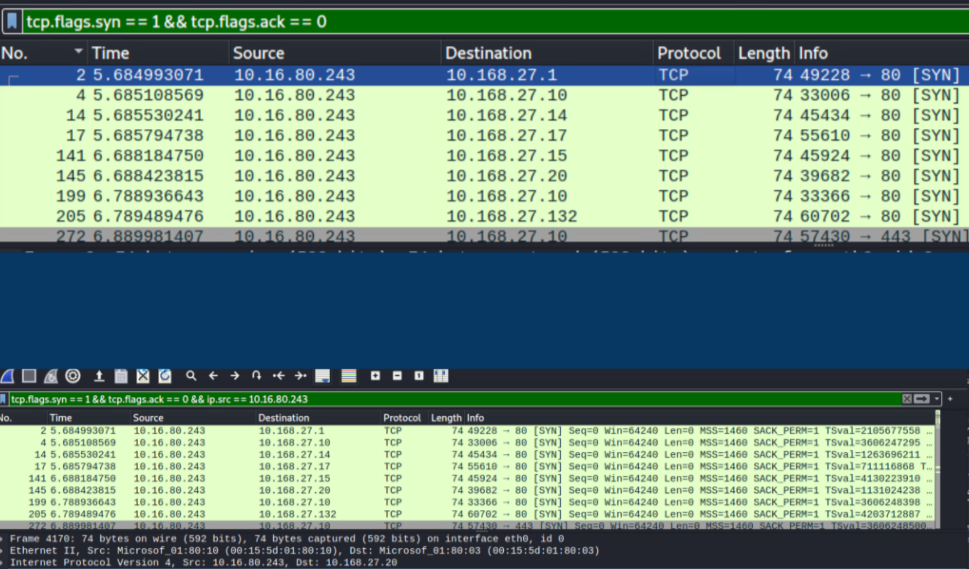 tcp.flags.syn == 1 && tcp.flags.ack == 0
No. Time Source Destination Protocol Length Info
2 5.684993071 10.16.80.243 10.168.27.1 TCP 74 49228 → 80 [SYN]
4 5.685108569 10.16.80.243 10.168.27.10 TCP 74 33006 → 80 [SYN]
14 5.685530241 10.16.80.243 10.168.27.14 TCP 74 45434 → 80 [SYN]
17 5.685794738 10.16.80.243 10.168.27.17 TCP 74 55610 → 80 [SYN]
141 6.688184750 10.16.80.243 10.168.27.15 TCP 74 45924 → 80 [SYN]
145 6.688423815 10.16.80.243 10.168.27.20 TCP 74 39682 → 80 [SYN]
199 6.788936643 10.16.80.243 10.168.27.10 TCP 74 33366 → 80 [SYN]
205 6.789489476 10.16.80.243 10.168.27.132 TCP 74 60702 → 80 [SYN]
272 6.889981407 10.16.80.243 10.168.27.10 TCP 74 57430 → 443 [SYN]
tcp.flags.syn == 1 && tcp.flags.ack == 0 && ip.src == 10.16.80.243
No. Time Source Destination Protocol Length Info
2 5.684993071 10.16.80.243 10.168.27.1 TCP 74 49228 → 80 [SYN] Seq=0 Win=64240 Len=0 MSS=1460 SACK_PERM=1 TSval=2105677558 …
4 5.685108569 10.16.80.243 10.168.27.10 TCP 74 33006 → 80 [SYN] Seq=0 Win=64240 Len=0 MSS=1460 SACK_PERM=1 TSval=3606247295 …
14 5.685530241 10.16.80.243 10.168.27.14 TCP 74 45434 → 80 [SYN] Seq=0 Win=64240 Len=0 MSS=1460 SACK_PERM=1 TSval=1263696211 …
17 5.685794738 10.16.80.243 10.168.27.17 TCP 74 55610 → 80 [SYN] Seq=0 Win=64240 Len=0 MSS=1460 SACK_PERM=1 TSval=711116868 T…
141 6.688184750 10.16.80.243 10.168.27.15 TCP 74 45924 → 80 [SYN] Seq=0 Win=64240 Len=0 MSS=1460 SACK_PERM=1 TSval=4130223910 …
145 6.688423815 10.16.80.243 10.168.27.20 TCP 74 39682 → 80 [SYN] Seq=0 Win=64240 Len=0 MSS=1460 SACK_PERM=1 TSval=1131024238 …
199 6.788936643 10.16.80.243 10.168.27.10 TCP 74 33366 → 80 [SYN] Seq=0 Win=64240 Len=0 MSS=1460 SACK_PERM=1 TSval=3606248398 …
205 6.789489476 10.16.80.243 10.168.27.132 TCP 74 60702 → 80 [SYN] Seq=0 Win=64240 Len=0 MSS=1460 SACK_PERM=1 TSval=4203712887 …
272 6.889981407 10.16.80.243 10.168.27.10 TCP 74 57430 → 443 [SYN] Seq=0 Win=64240 Len=0 MSS=1460 SACK_PERM=1 TSval=3606248500
Frame 4170: 74 bytes on wire (592 bits), 74 bytes captured (592 bits) on interface eth0, id 0
Ethernet II, Src: Microsof_01:80:10 (00:15:5d:01:80:10), Dst: Microsof_01:80:03 (00:15:5d:01:80:03)
Internet Protocol Version 4, Src: 10.16.80.243, Dst: 10.168.27.20